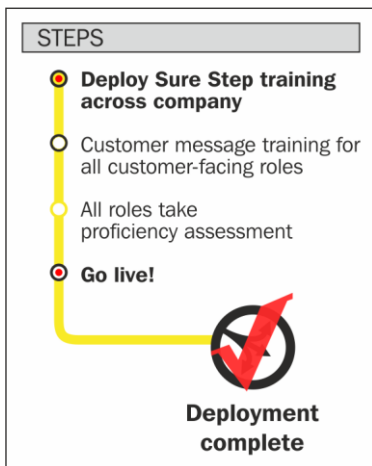 STEPS
Deploy Sure Step training
across company
Customer message training for
all customer-facing roles
All roles take
proficiency assessment
Go live!
Deployment
complete